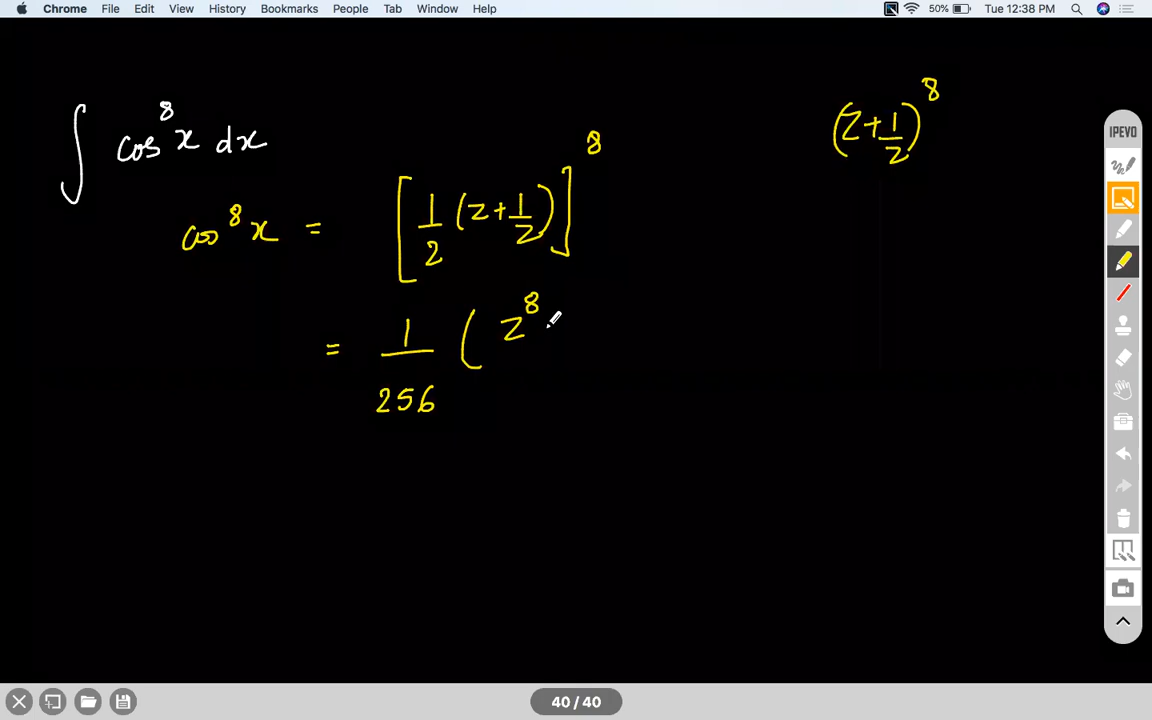 Chrome File Edit View History Bookmarks People Tab Window Help 50% Tue 12:38 PM
∫ cos⁸x dx
(z+1/z)⁸
cos⁸x = [1/2 (z+1/z)]⁸
= 1/256 ( z⁸
IPEVO
40 / 40